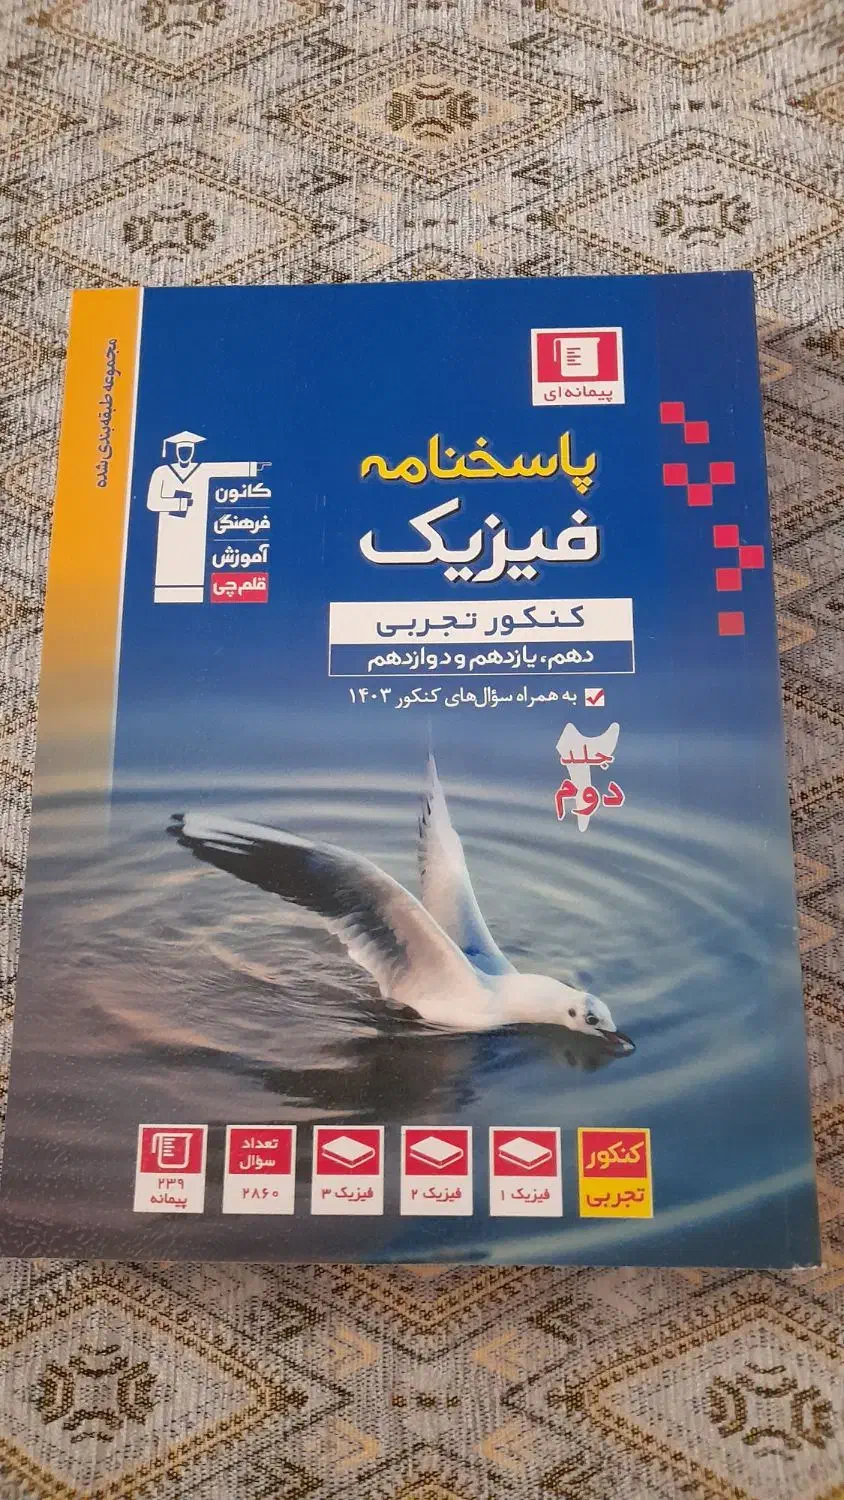 پیمانه‌ای
پاسخنامه
فیزیک
کنکور تجربی
دهم، یازدهم و دوازدهم
به همراه سؤال‌های کنکور ۱۴۰۳
جلد
دوم
۲
مجموعه طبقه‌بندی شده
کانون
فرهنگی
آموزش
قلم‌چی
کنکور
تجربی
فیزیک ۱
فیزیک ۲
فیزیک ۳
تعداد
سؤال
۲۸۶۰
۲۳۹
پیمانه